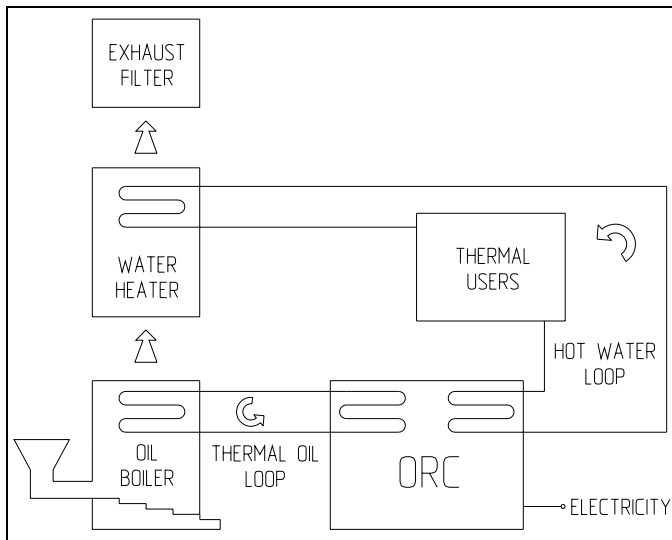 EXHAUST
FILTER
WATER
HEATER
THERMAL
USERS
HOT WATER
LOOP
OIL
BOILER
THERMAL OIL
LOOP
ORC
ELECTRICITY